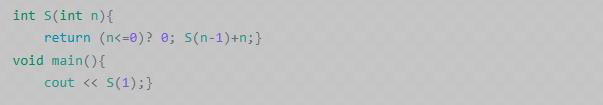 int S(int n){
return (n<=0)? 0; S(n-1)+n;}
void main(){
cout << S(1);}